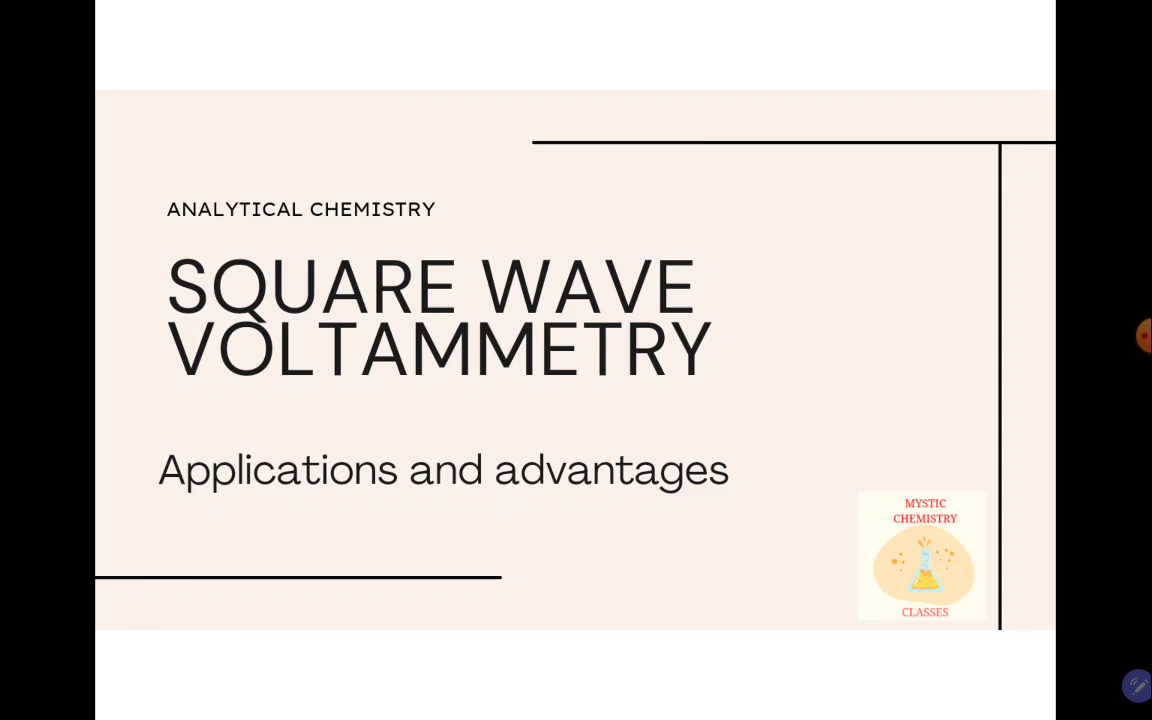 ANALYTICAL CHEMISTRY
SQUARE WAVE
VOLTAMMETRY
Applications and advantages
MYSTIC
CHEMISTRY
CLASSES